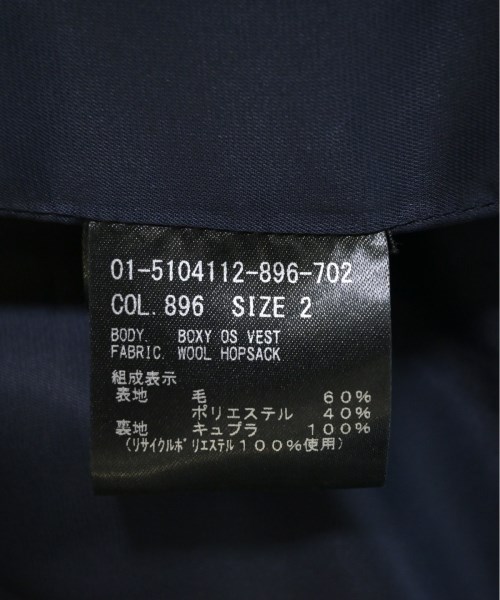 01-5104112-896-702
COL.896 SIZE 2
BODY. BOXY OS VEST
FABRIC. WOOL HOPSACK
組成表示
表地 毛 60%
ポリエステル 40%
裏地 キュプラ 100%
(リサイクルポリエステル100%使用)